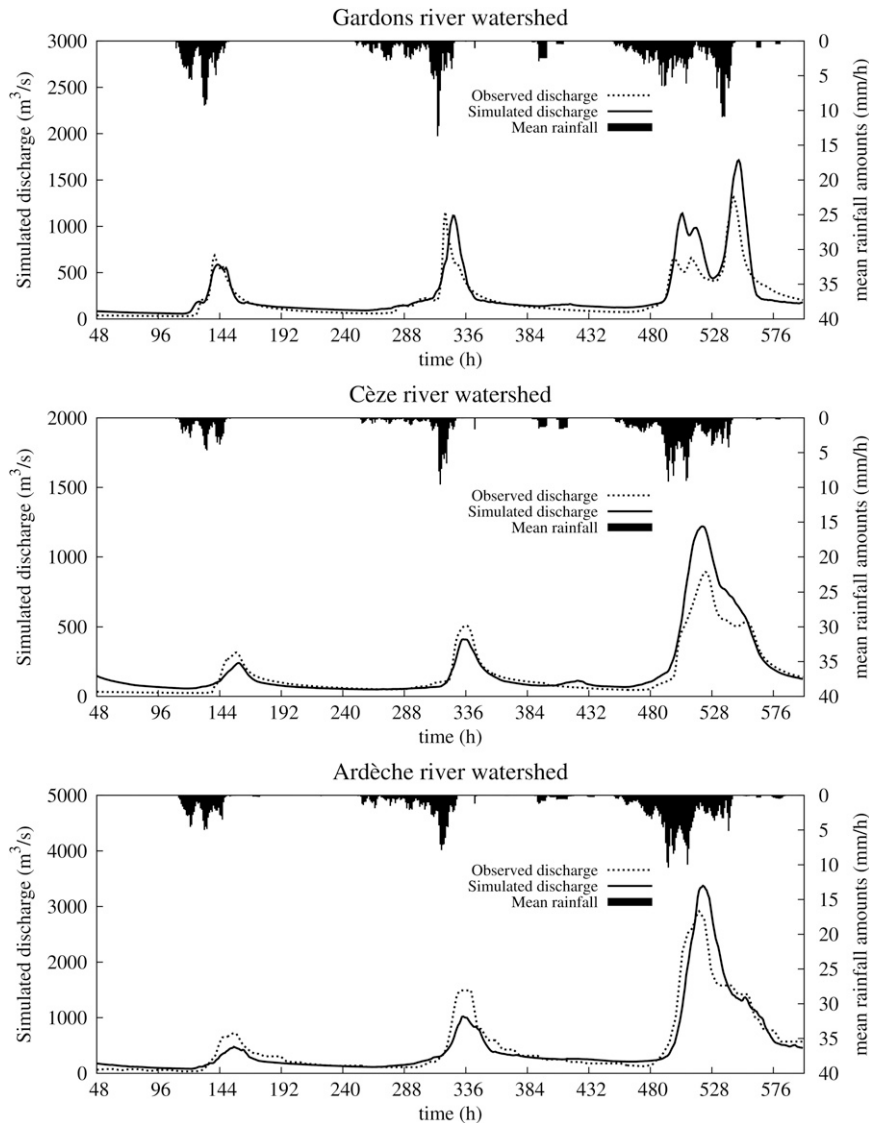 Gardons river watershed
3000
2500
2000
1500
1000
500
0
Simulated discharge (m³/s)
0
5
10
15
20
25
30
35
40
mean rainfall amounts (mm/h)
Observed discharge
Simulated discharge
Mean rainfall
48 96 144 192 240 288 336 384 432 480 528 576
time (h)
Cèze river watershed
2000
1500
1000
500
0
Simulated discharge (m³/s)
0
5
10
15
20
25
30
35
40
mean rainfall amounts (mm/h)
Observed discharge
Simulated discharge
Mean rainfall
48 96 144 192 240 288 336 384 432 480 528 576
time (h)
Ardèche river watershed
5000
4000
3000
2000
1000
0
Simulated discharge (m³/s)
0
5
10
15
20
25
30
35
40
mean rainfall amounts (mm/h)
Observed discharge
Simulated discharge
Mean rainfall
48 96 144 192 240 288 336 384 432 480 528 576
time (h)